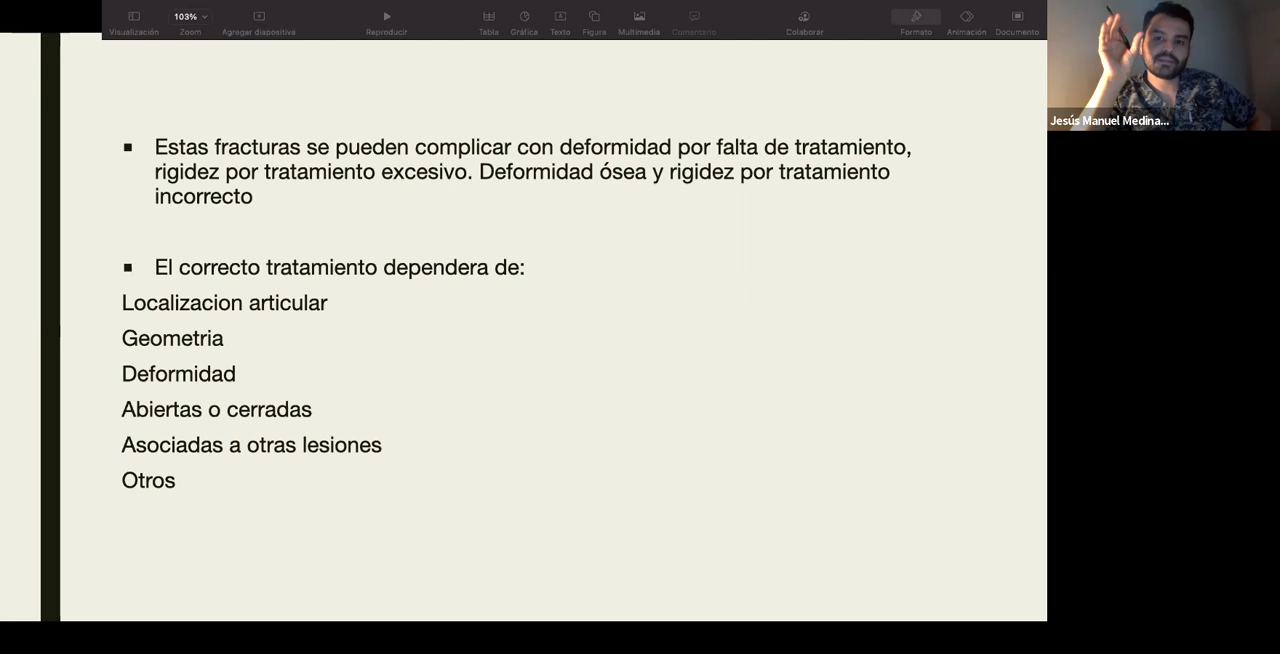 103%
Visualización
Zoom
Agregar diapositiva
Reproducir
Tabla
Gráfica
Texto
Figura
Multimedia
Comentario
Colaborar
Formato
Animación
Documento
Jesús Manuel Medina...
▪ Estas fracturas se pueden complicar con deformidad por falta de tratamiento,
rigidez por tratamiento excesivo. Deformidad ósea y rigidez por tratamiento
incorrecto
▪ El correcto tratamiento dependera de:
Localizacion articular
Geometria
Deformidad
Abiertas o cerradas
Asociadas a otras lesiones
Otros